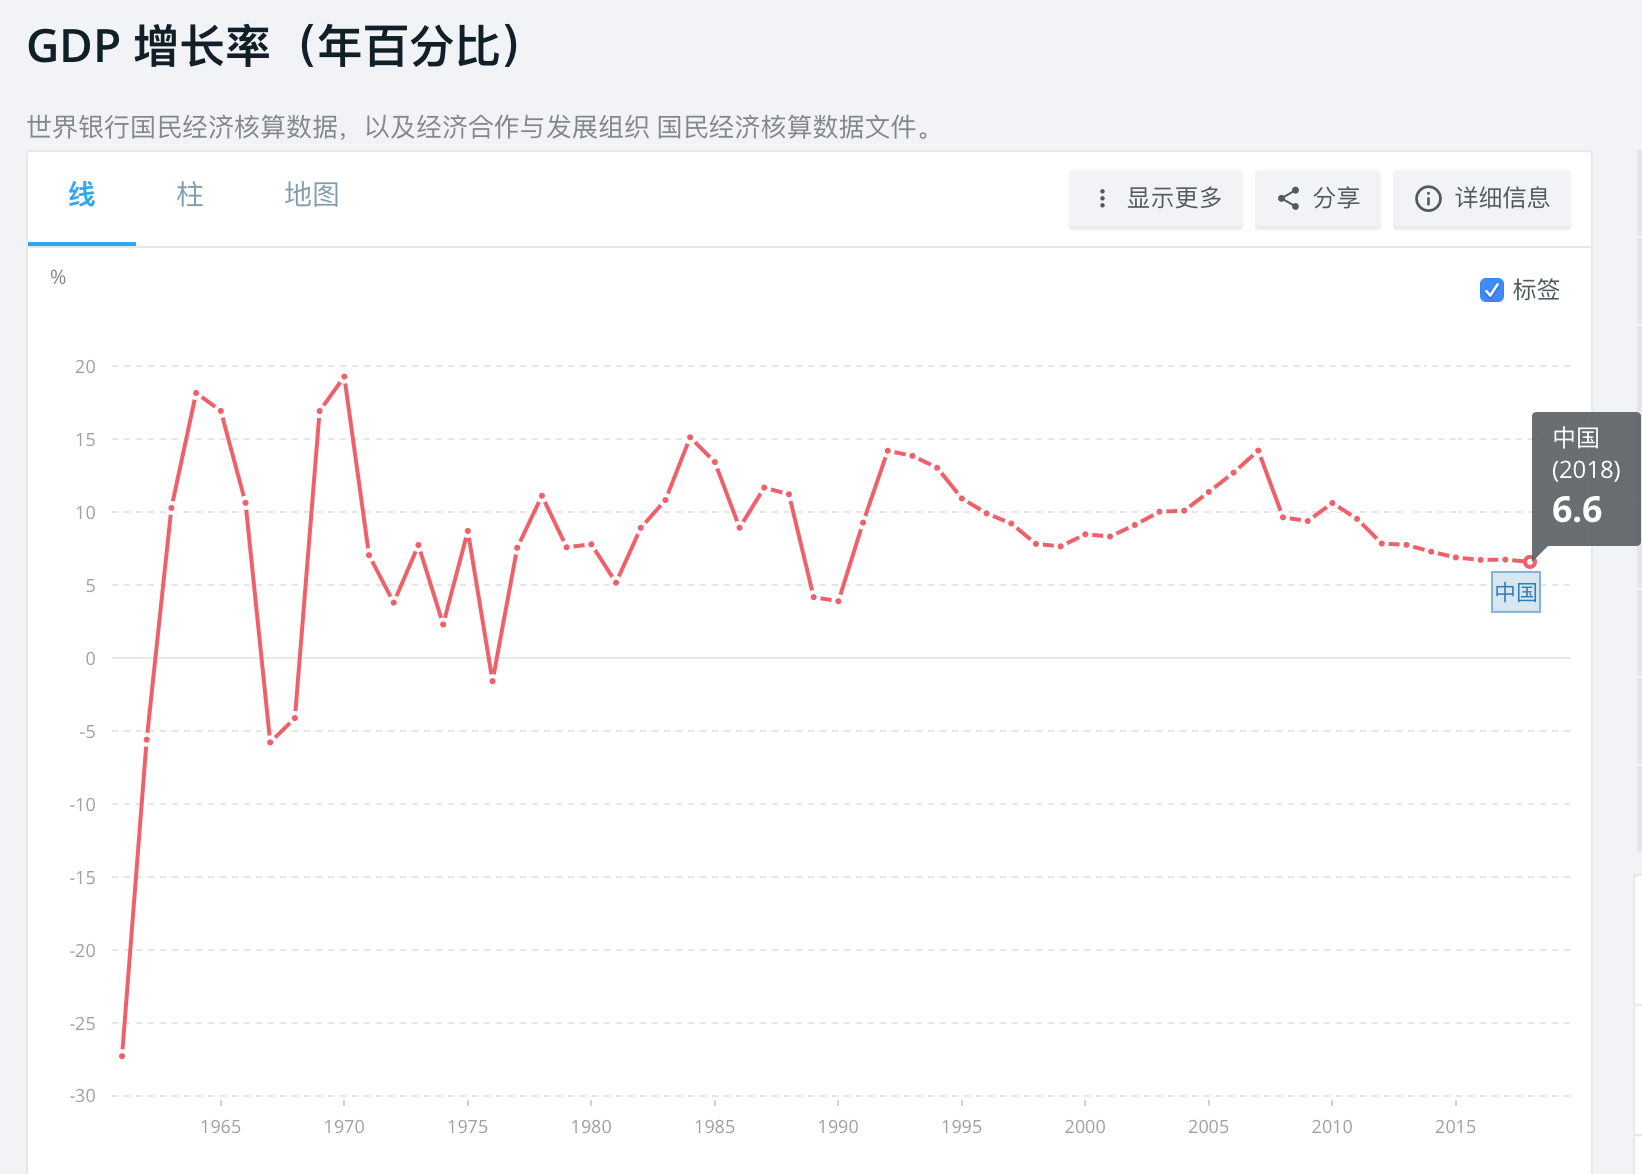 GDP 增长率（年百分比）
世界银行国民经济核算数据，以及经济合作与发展组织 国民经济核算数据文件。
线 柱 地图 显示更多 分享 详细信息
%
标签
20
15
中国
(2018)
6.6
10
5
中国
0
-5
-10
-15
-20
-25
-30
1965 1970 1975 1980 1985 1990 1995 2000 2005 2010 2015